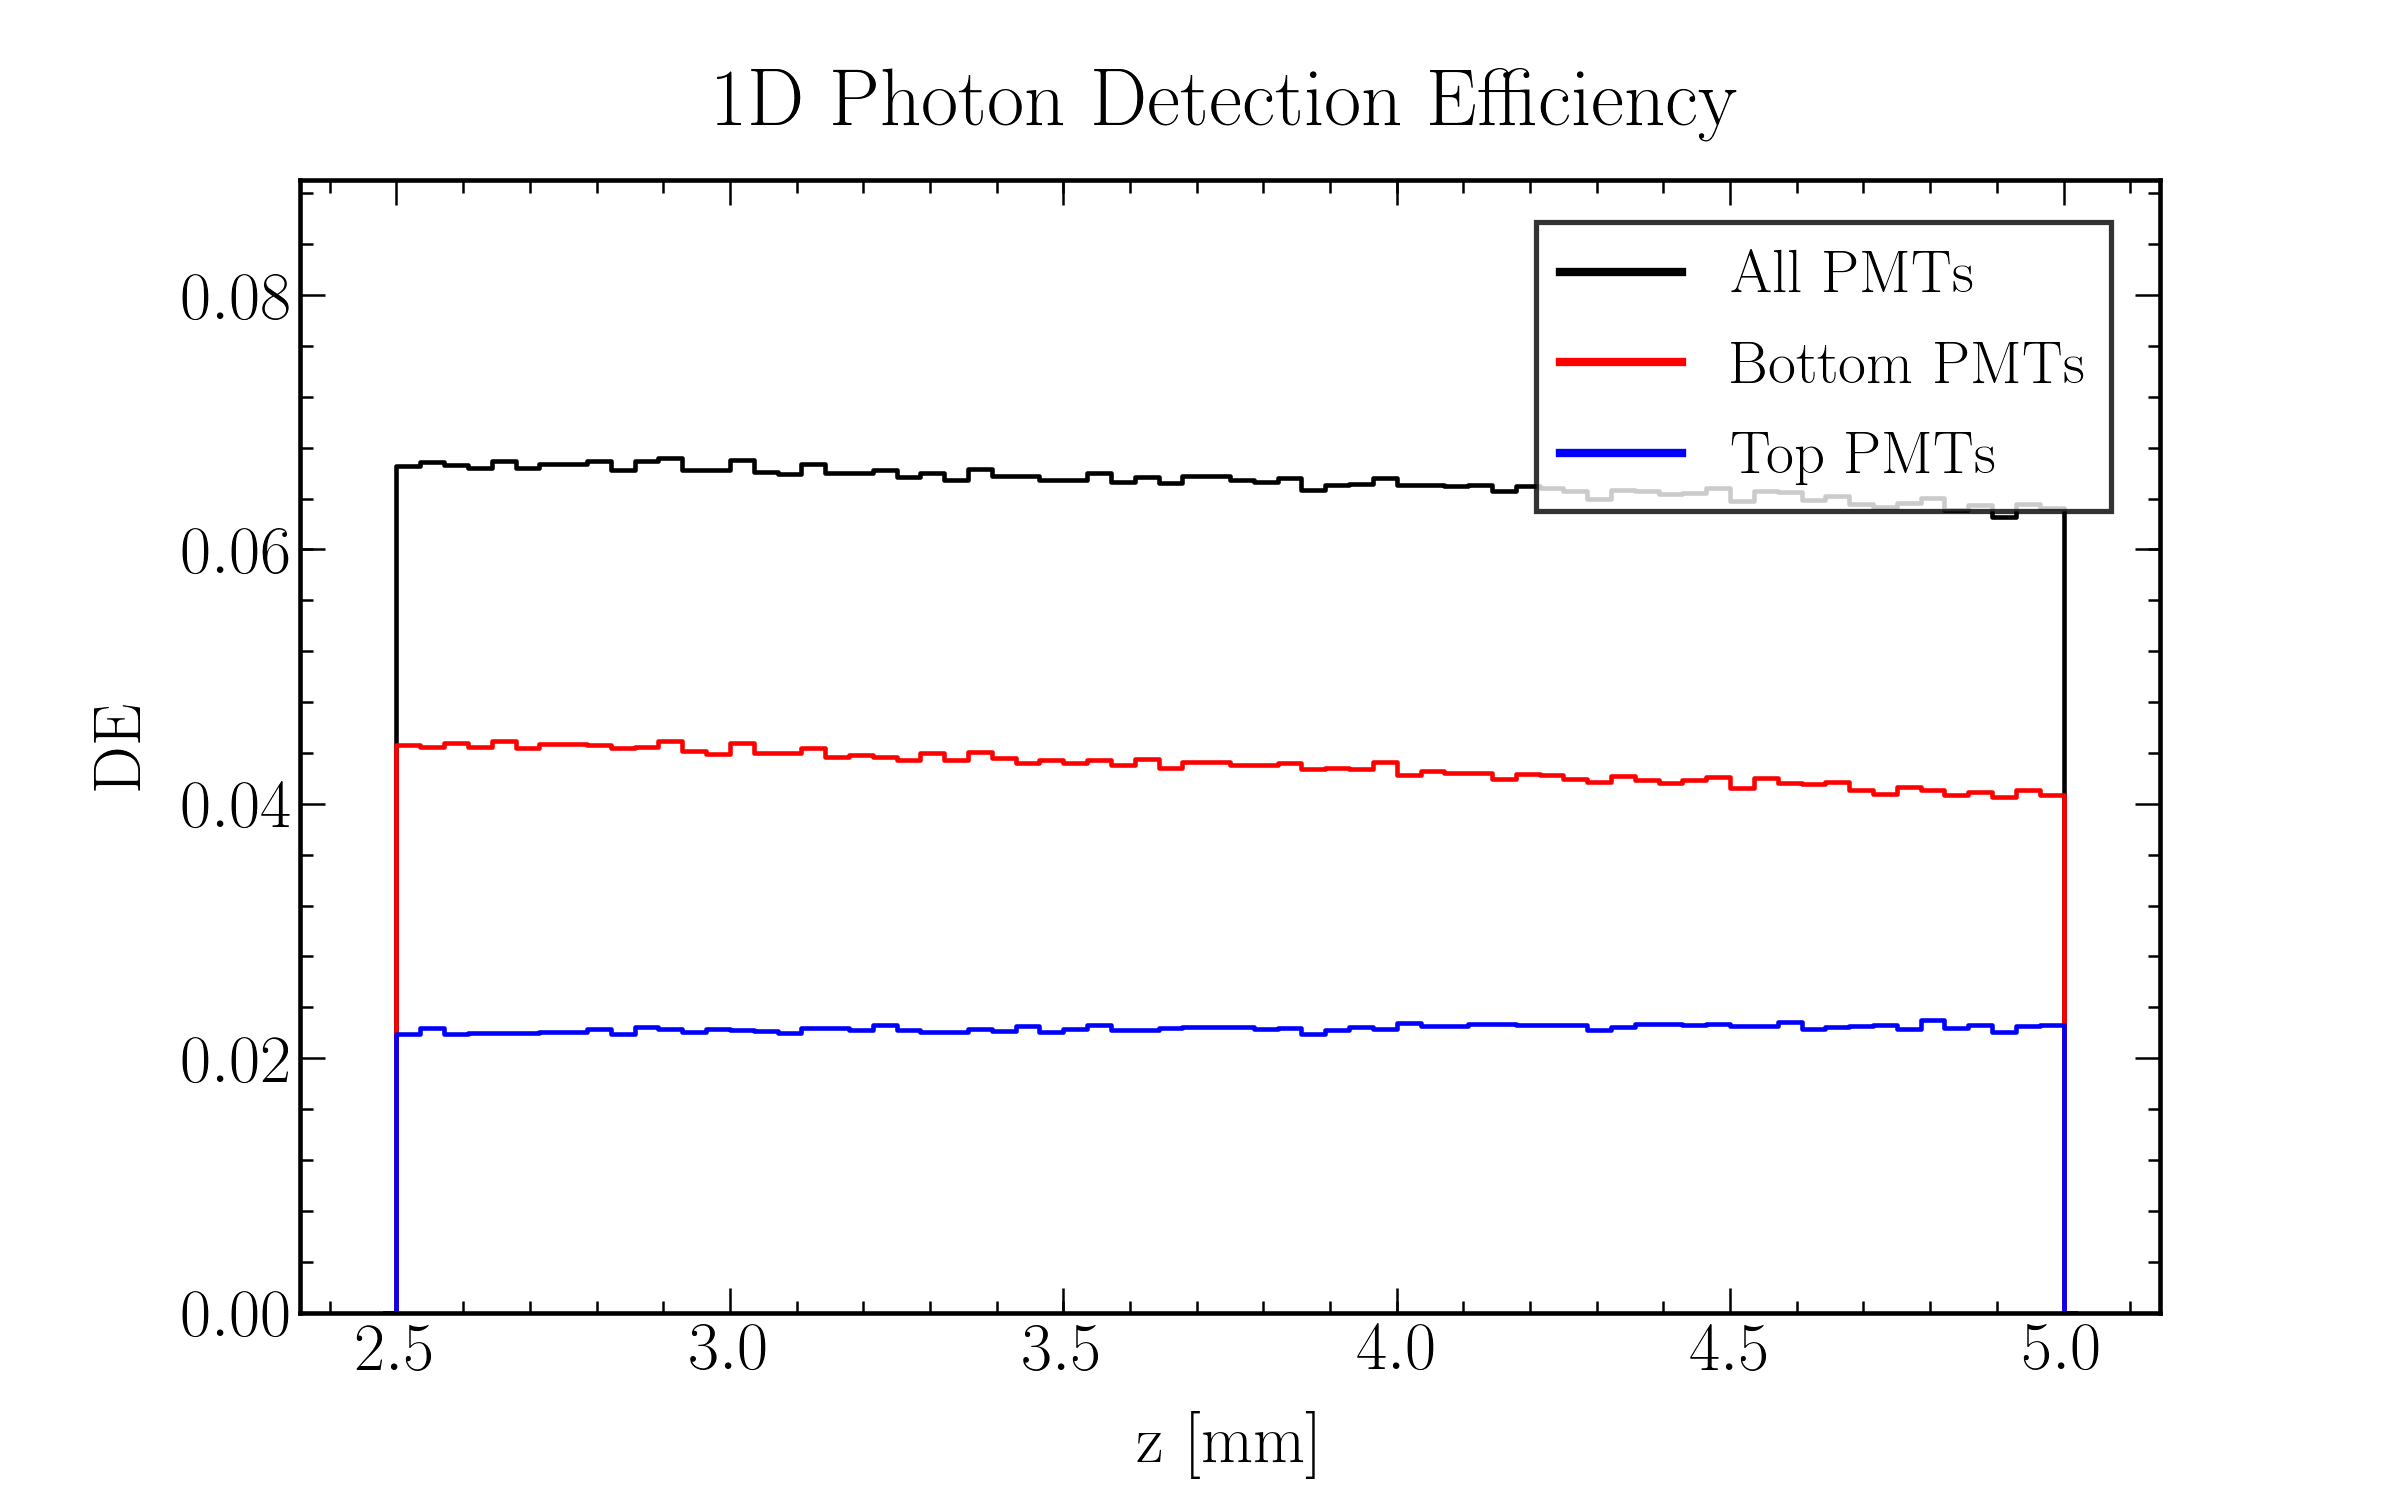 1D Photon Detection Efficiency
All PMTs
Bottom PMTs
Top PMTs
DE
0.08
0.06
0.04
0.02
0.00
2.5 3.0 3.5 4.0 4.5 5.0
z [mm]